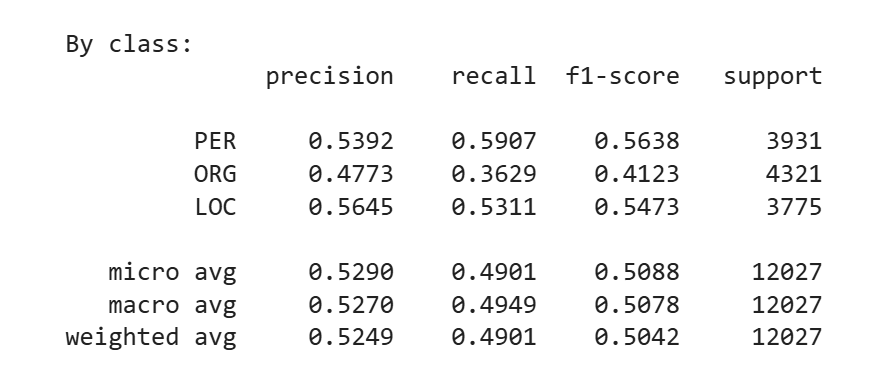 By class:
precision recall f1-score support
PER 0.5392 0.5907 0.5638 3931
ORG 0.4773 0.3629 0.4123 4321
LOC 0.5645 0.5311 0.5473 3775
micro avg 0.5290 0.4901 0.5088 12027
macro avg 0.5270 0.4949 0.5078 12027
weighted avg 0.5249 0.4901 0.5042 12027